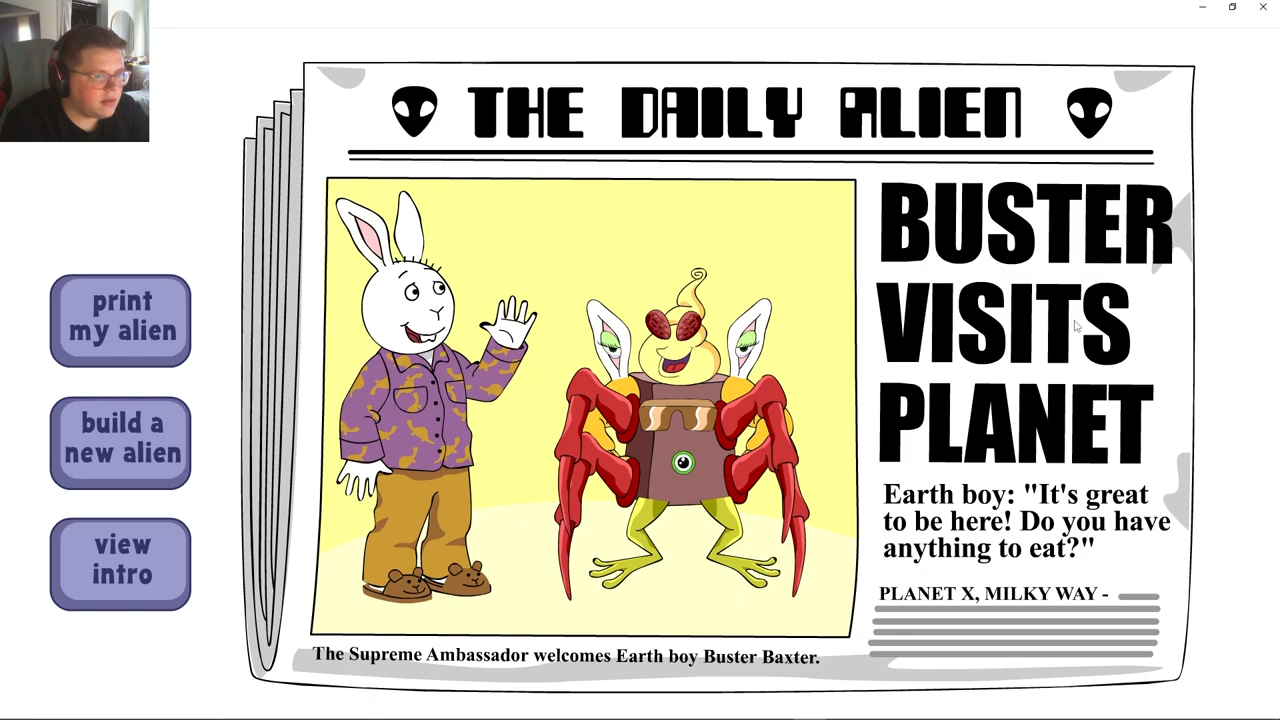 THE DAILY ALIEN
BUSTER
VISITS
PLANET
Earth boy: "It's great
to be here! Do you have
anything to eat?"
PLANET X, MILKY WAY -
The Supreme Ambassador welcomes Earth boy Buster Baxter.
print
my alien
build a
new alien
view
intro